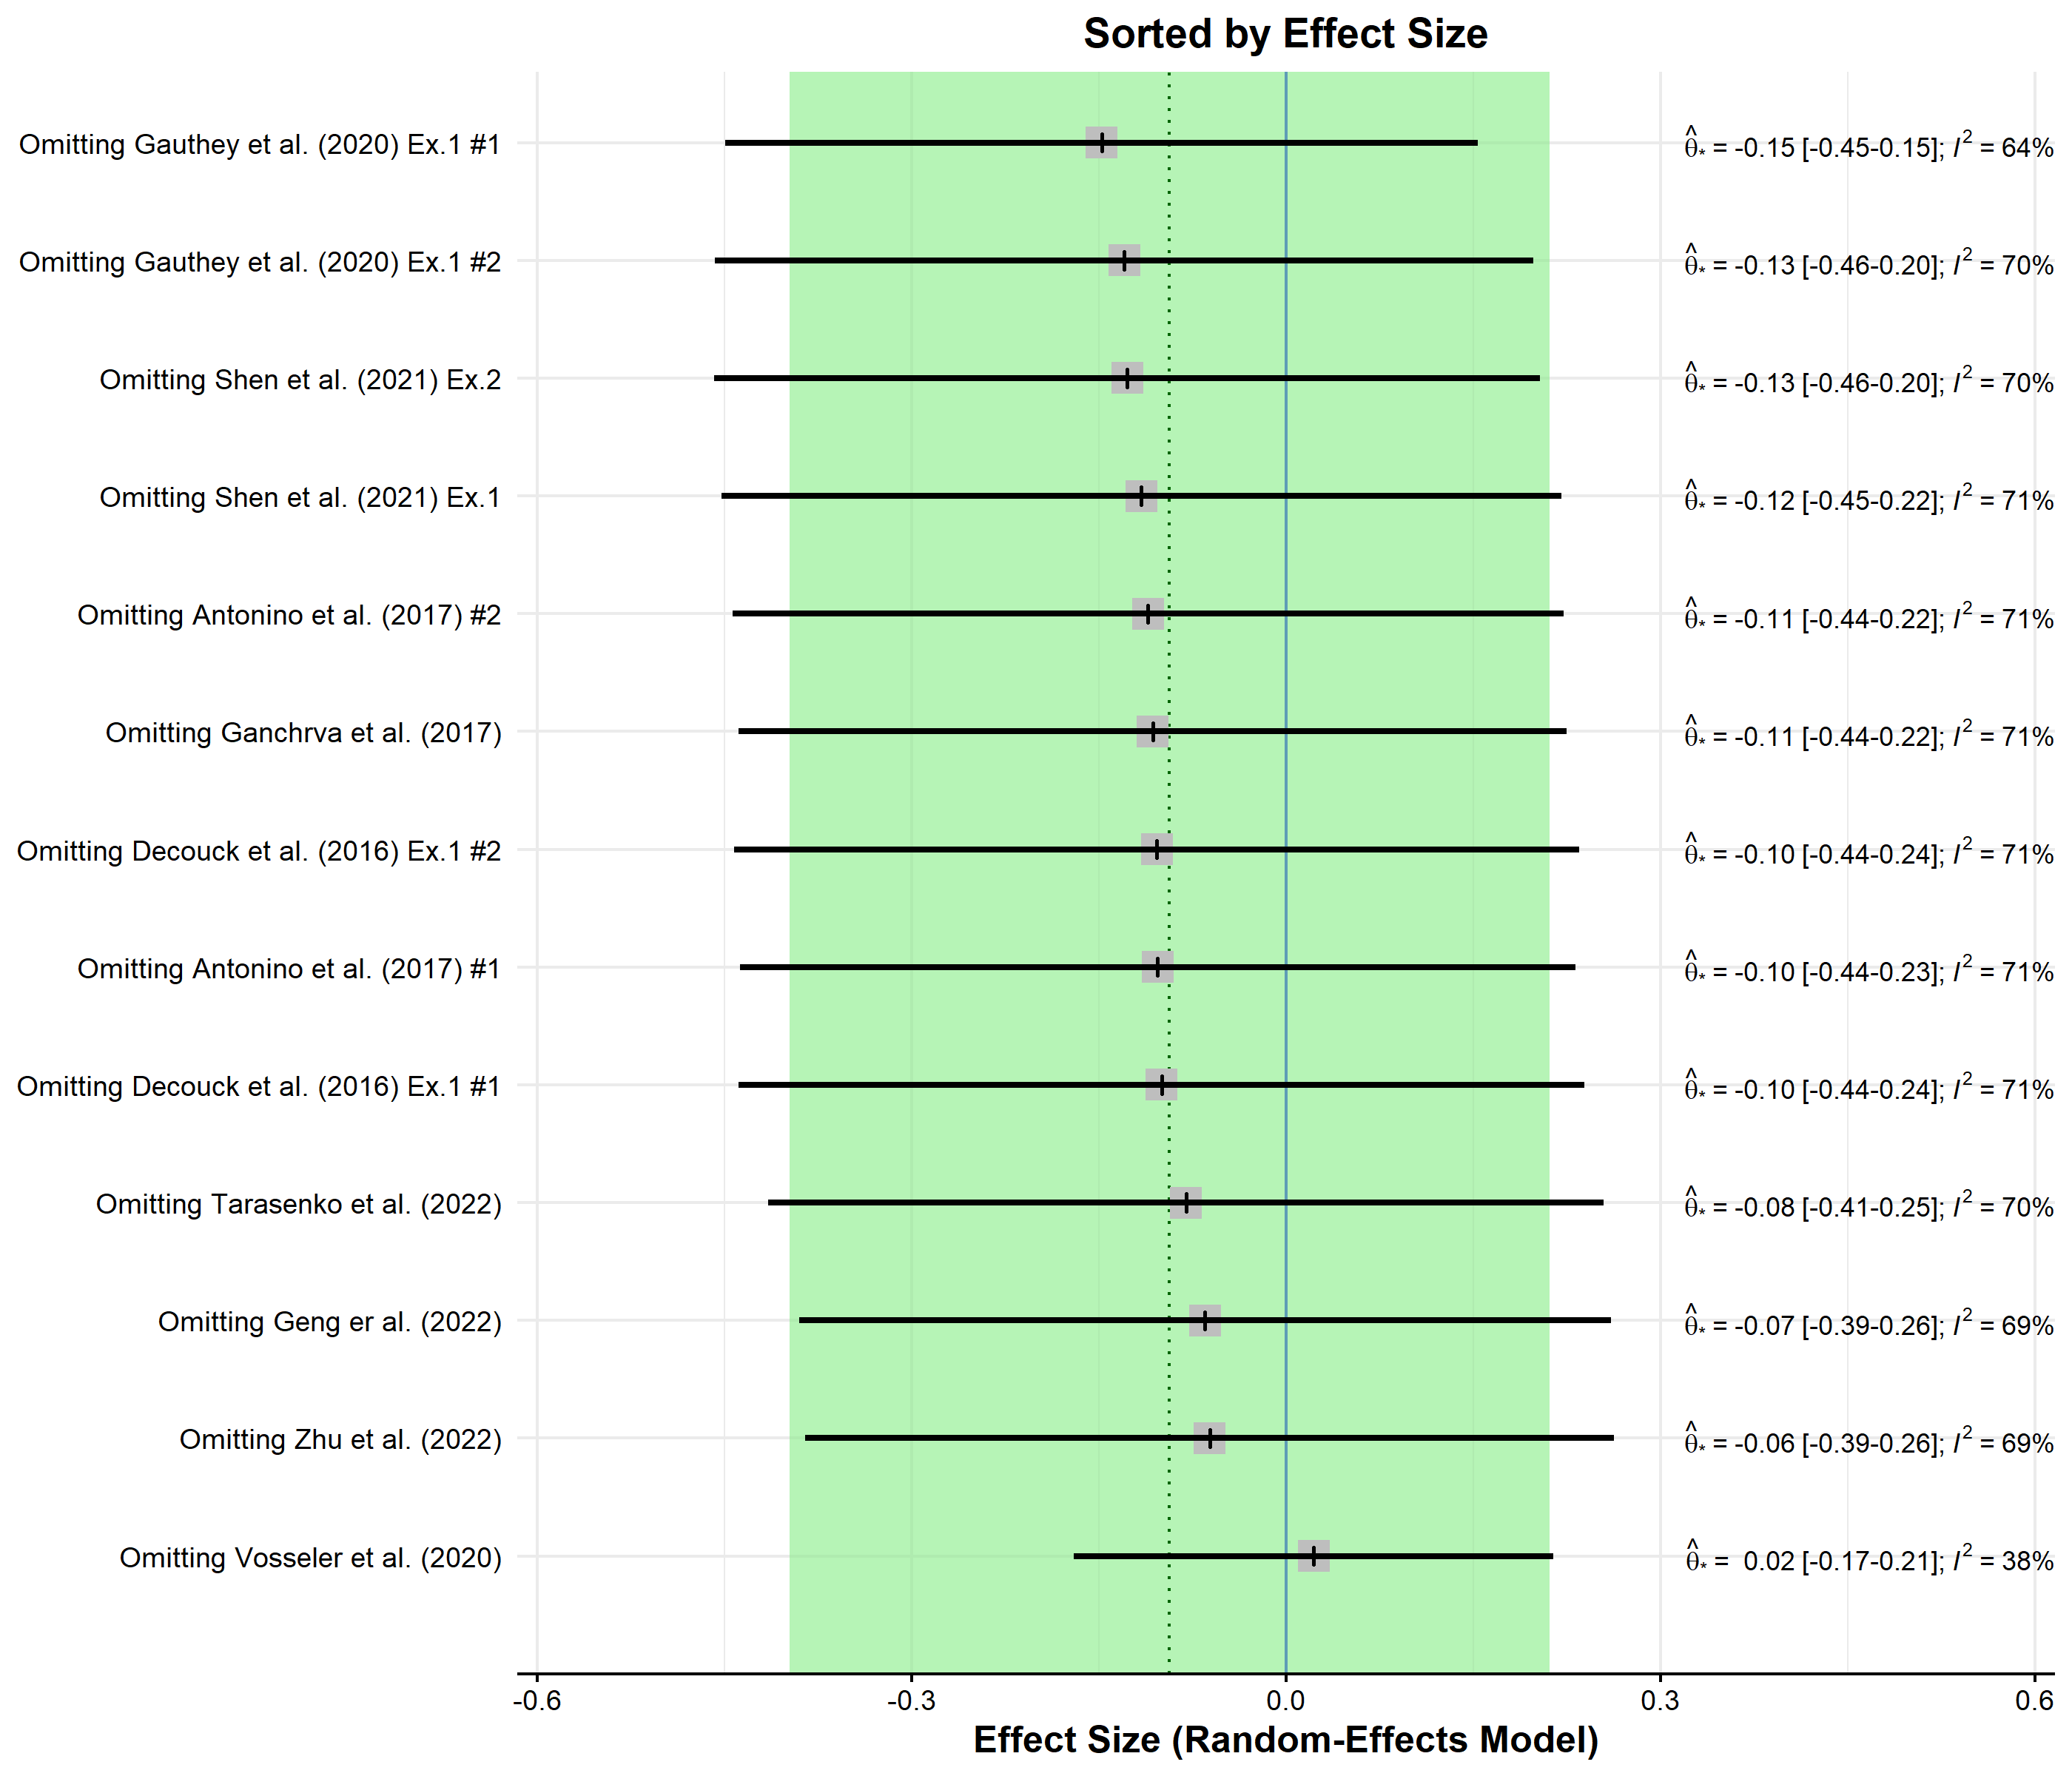 Sorted by Effect Size
Omitting Gauthey et al. (2020) Ex.1 #1 θ̂* = -0.15 [-0.45-0.15]; I² = 64%
Omitting Gauthey et al. (2020) Ex.1 #2 θ̂* = -0.13 [-0.46-0.20]; I² = 70%
Omitting Shen et al. (2021) Ex.2 θ̂* = -0.13 [-0.46-0.20]; I² = 70%
Omitting Shen et al. (2021) Ex.1 θ̂* = -0.12 [-0.45-0.22]; I² = 71%
Omitting Antonino et al. (2017) #2 θ̂* = -0.11 [-0.44-0.22]; I² = 71%
Omitting Ganchrva et al. (2017) θ̂* = -0.11 [-0.44-0.22]; I² = 71%
Omitting Decouck et al. (2016) Ex.1 #2 θ̂* = -0.10 [-0.44-0.24]; I² = 71%
Omitting Antonino et al. (2017) #1 θ̂* = -0.10 [-0.44-0.23]; I² = 71%
Omitting Decouck et al. (2016) Ex.1 #1 θ̂* = -0.10 [-0.44-0.24]; I² = 71%
Omitting Tarasenko et al. (2022) θ̂* = -0.08 [-0.41-0.25]; I² = 70%
Omitting Geng er al. (2022) θ̂* = -0.07 [-0.39-0.26]; I² = 69%
Omitting Zhu et al. (2022) θ̂* = -0.06 [-0.39-0.26]; I² = 69%
Omitting Vosseler et al. (2020) θ̂* = 0.02 [-0.17-0.21]; I² = 38%
-0.6 -0.3 0.0 0.3 0.6
Effect Size (Random-Effects Model)